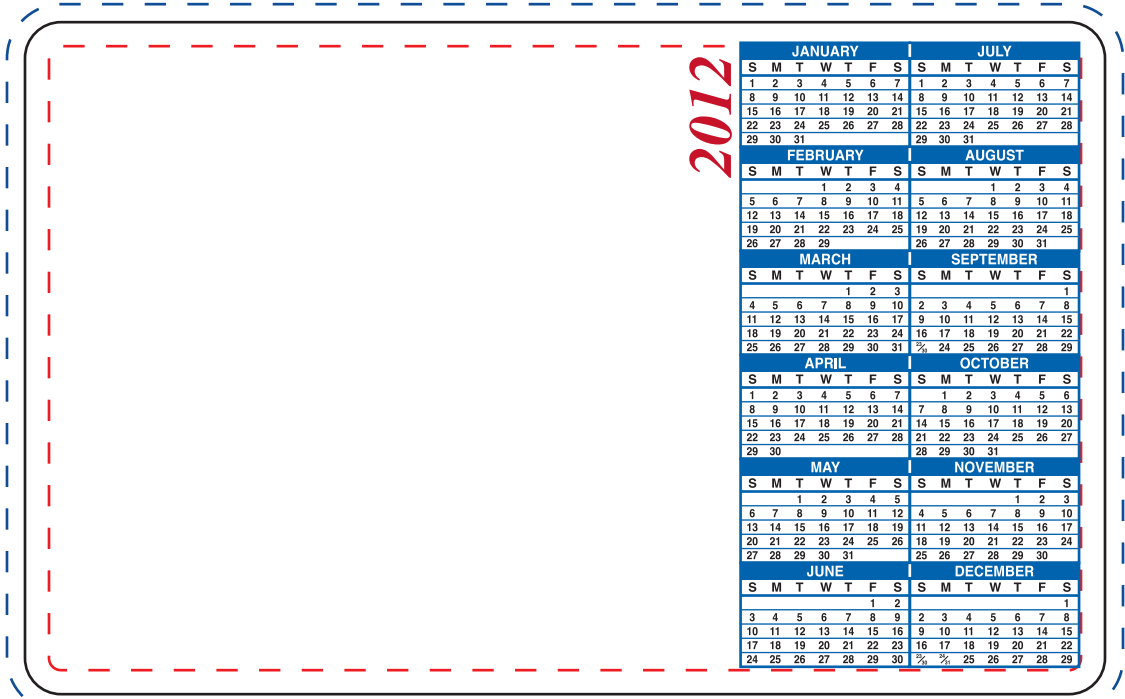 2012
JANUARY
S M T W T F S
1 2 3 4 5 6 7
8 9 10 11 12 13 14
15 16 17 18 19 20 21
22 23 24 25 26 27 28
29 30 31
FEBRUARY
S M T W T F S
1 2 3 4
5 6 7 8 9 10 11
12 13 14 15 16 17 18
19 20 21 22 23 24 25
26 27 28 29
MARCH
S M T W T F S
1 2 3
4 5 6 7 8 9 10
11 12 13 14 15 16 17
18 19 20 21 22 23 24
25 26 27 28 29 30 31
APRIL
S M T W T F S
1 2 3 4 5 6 7
8 9 10 11 12 13 14
15 16 17 18 19 20 21
22 23 24 25 26 27 28
29 30
MAY
S M T W T F S
1 2 3 4 5
6 7 8 9 10 11 12
13 14 15 16 17 18 19
20 21 22 23 24 25 26
27 28 29 30 31
JUNE
S M T W T F S
1 2
3 4 5 6 7 8 9
10 11 12 13 14 15 16
17 18 19 20 21 22 23
24 25 26 27 28 29 30
JULY
S M T W T F S
1 2 3 4 5 6 7
8 9 10 11 12 13 14
15 16 17 18 19 20 21
22 23 24 25 26 27 28
29 30 31
AUGUST
S M T W T F S
1 2 3 4
5 6 7 8 9 10 11
12 13 14 15 16 17 18
19 20 21 22 23 24 25
26 27 28 29 30 31
SEPTEMBER
S M T W T F S
1
2 3 4 5 6 7 8
9 10 11 12 13 14 15
16 17 18 19 20 21 22
23/30 24 25 26 27 28 29
OCTOBER
S M T W T F S
1 2 3 4 5 6
7 8 9 10 11 12 13
14 15 16 17 18 19 20
21 22 23 24 25 26 27
28 29 30 31
NOVEMBER
S M T W T F S
1 2 3
4 5 6 7 8 9 10
11 12 13 14 15 16 17
18 19 20 21 22 23 24
25 26 27 28 29 30
DECEMBER
S M T W T F S
1
2 3 4 5 6 7 8
9 10 11 12 13 14 15
16 17 18 19 20 21 22
23/30 24/31 25 26 27 28 29